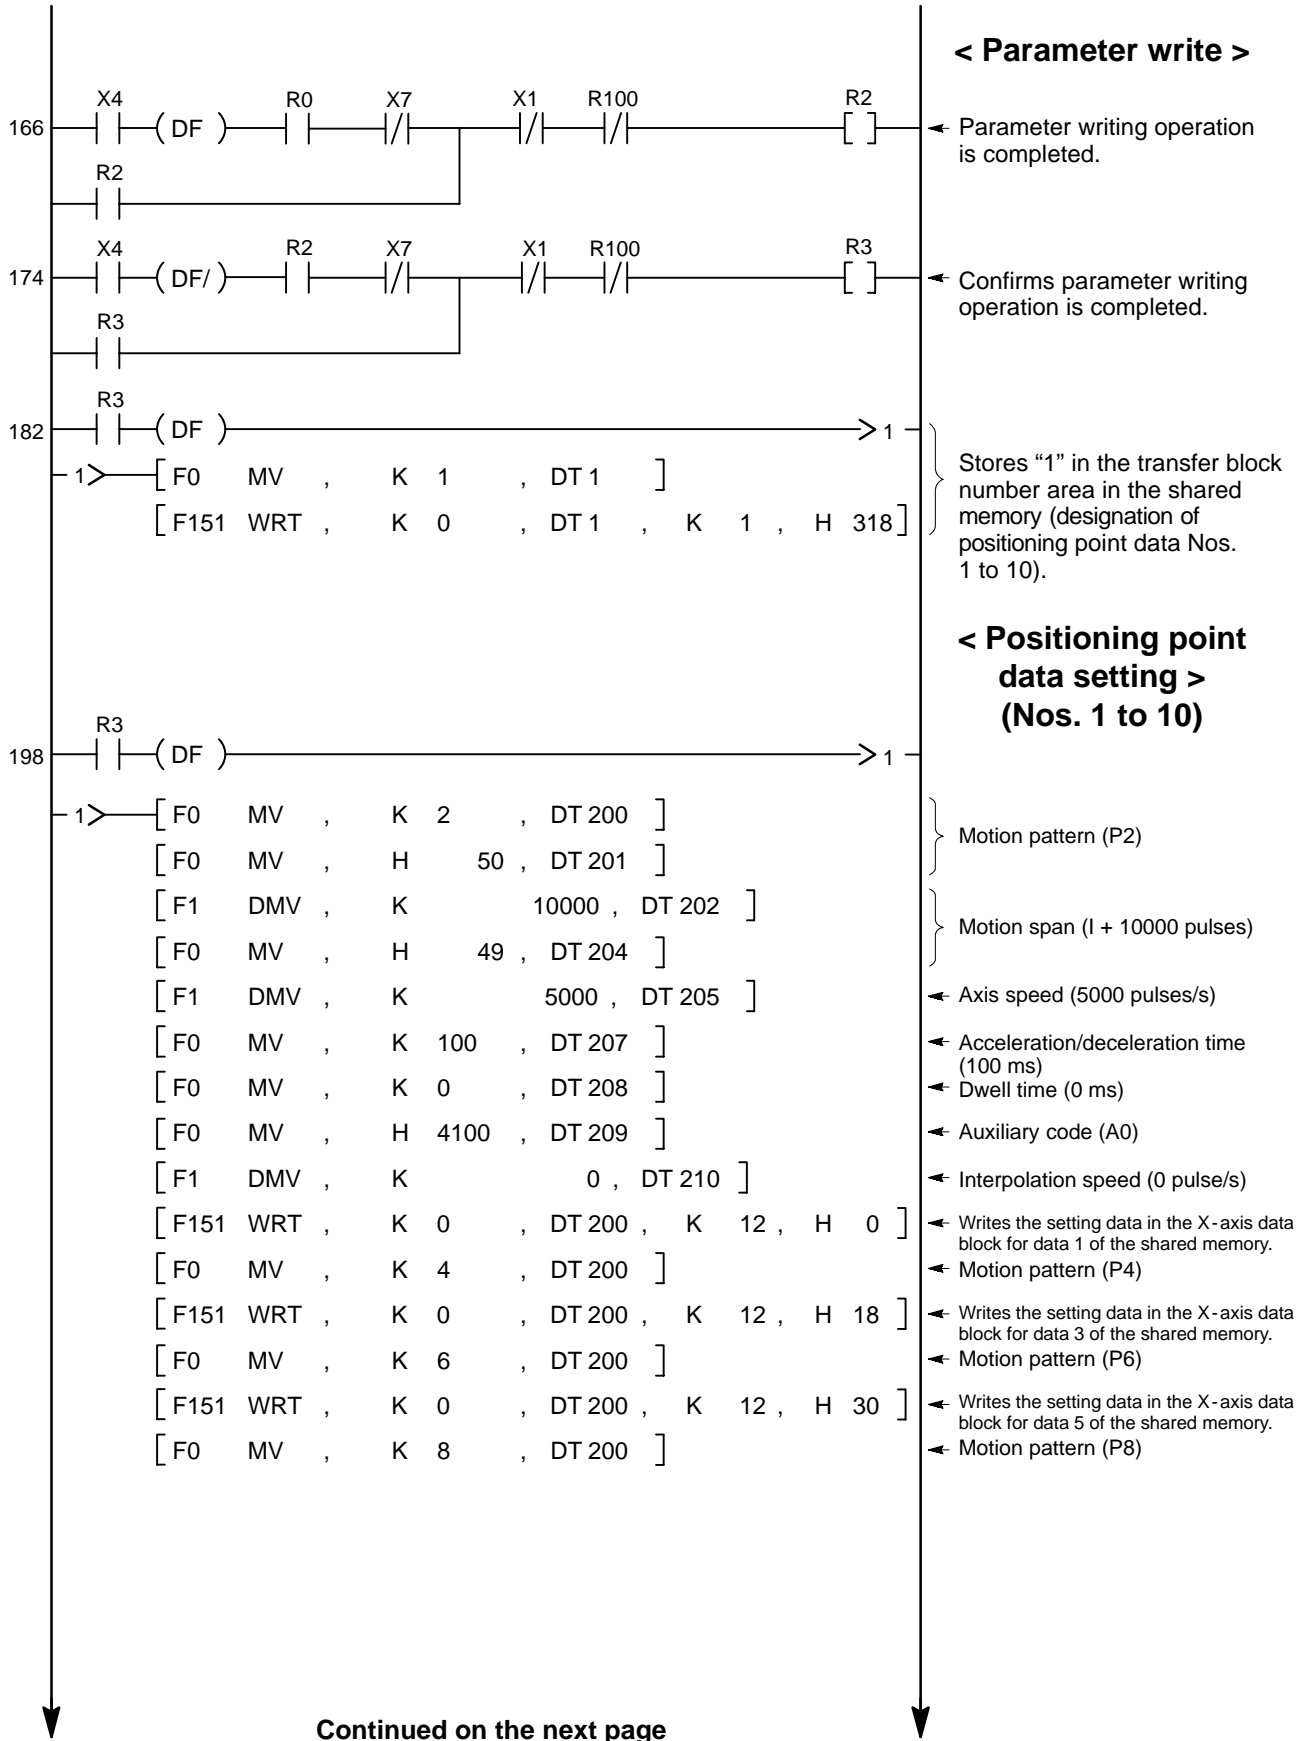 < Parameter write >
X4 R0 X7 X1 R100 R2
166 ( DF ) Parameter writing operation
is completed.
R2
X4 R2 X7 X1 R100 R3
174 ( DF/ ) Confirms parameter writing
operation is completed.
R3
R3
182 ( DF ) > 1
1 > [ F0 MV , K 1 , DT 1 ]
[ F151 WRT , K 0 , DT 1 , K 1 , H 318 ]
Stores “1” in the transfer block
number area in the shared
memory (designation of
positioning point data Nos.
1 to 10).
< Positioning point
data setting >
(Nos. 1 to 10)
R3
198 ( DF ) > 1
1 > [ F0 MV , K 2 , DT 200 ]
Motion pattern (P2)
[ F0 MV , H 50 , DT 201 ]
[ F1 DMV , K 10000 , DT 202 ]
Motion span (I + 10000 pulses)
[ F0 MV , H 49 , DT 204 ]
[ F1 DMV , K 5000 , DT 205 ] Axis speed (5000 pulses/s)
[ F0 MV , K 100 , DT 207 ] Acceleration/deceleration time
(100 ms)
[ F0 MV , K 0 , DT 208 ] Dwell time (0 ms)
[ F0 MV , H 4100 , DT 209 ] Auxiliary code (A0)
[ F1 DMV , K 0 , DT 210 ] Interpolation speed (0 pulse/s)
[ F151 WRT , K 0 , DT 200 , K 12 , H 0 ] Writes the setting data in the X-axis data
block for data 1 of the shared memory.
[ F0 MV , K 4 , DT 200 ] Motion pattern (P4)
[ F151 WRT , K 0 , DT 200 , K 12 , H 18 ] Writes the setting data in the X-axis data
block for data 3 of the shared memory.
[ F0 MV , K 6 , DT 200 ] Motion pattern (P6)
[ F151 WRT , K 0 , DT 200 , K 12 , H 30 ] Writes the setting data in the X-axis data
block for data 5 of the shared memory.
[ F0 MV , K 8 , DT 200 ] Motion pattern (P8)
Continued on the next page